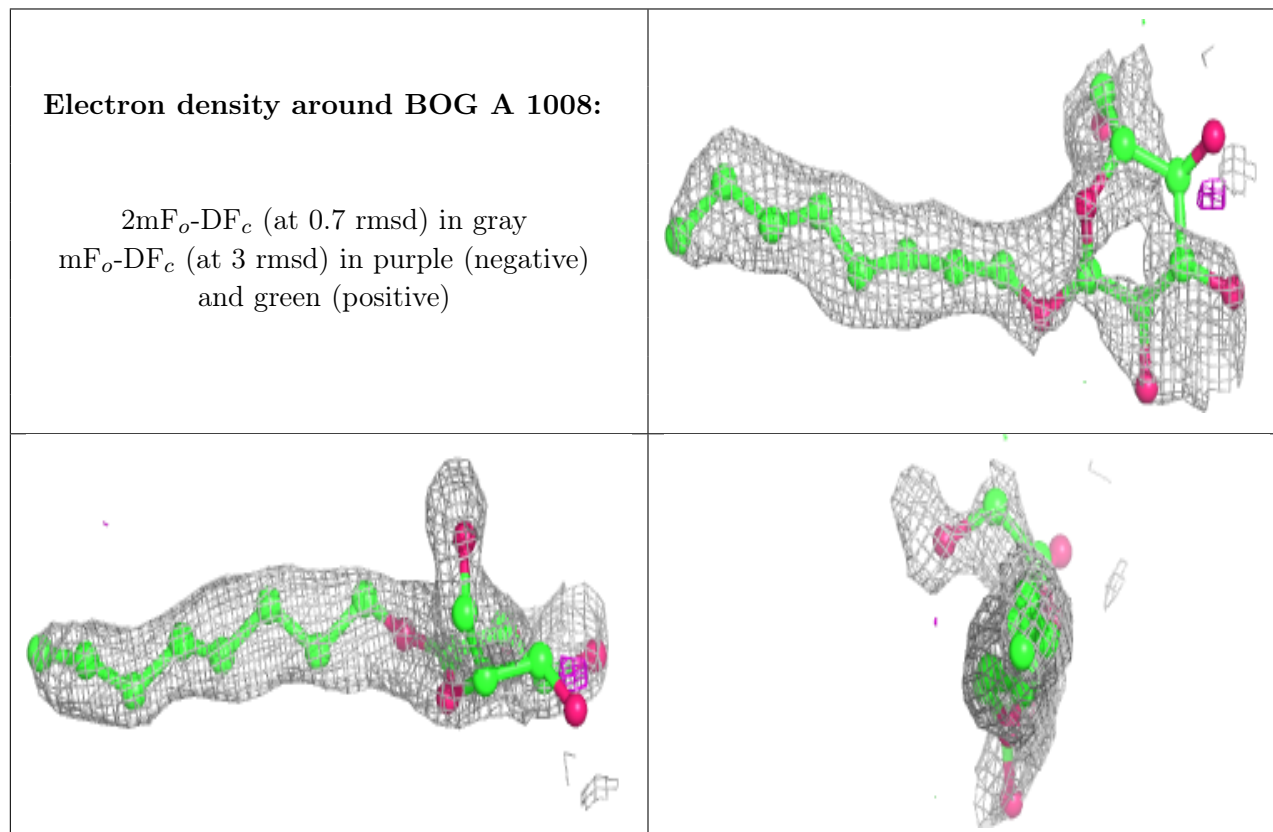 Electron density around BOG A 1008:
2mFo-DFc (at 0.7 rmsd) in gray
mFo-DFc (at 3 rmsd) in purple (negative)
and green (positive)